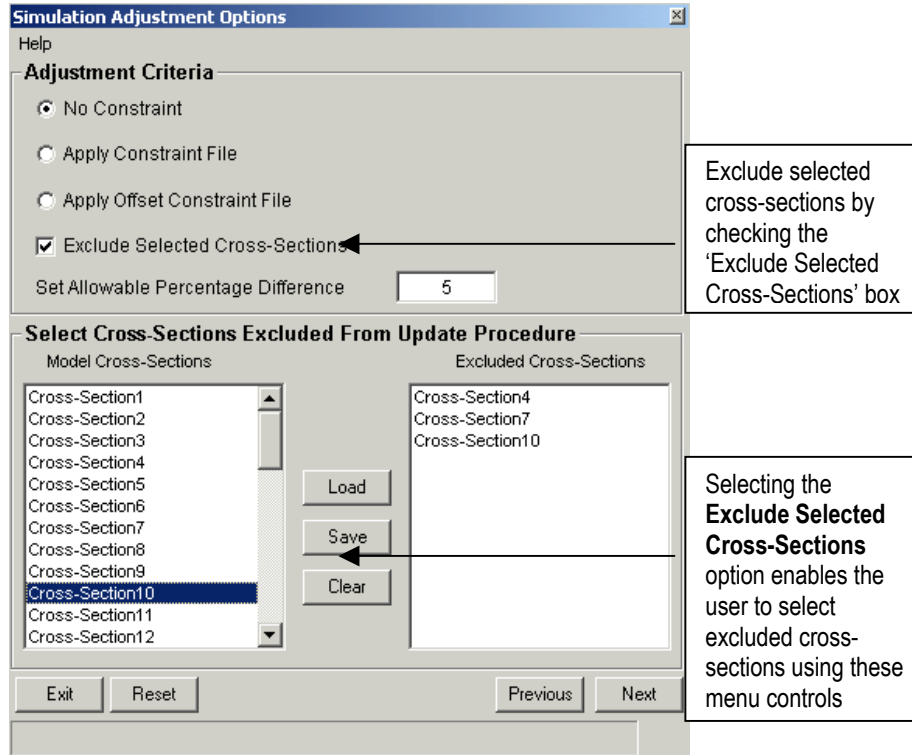 Simulation Adjustment Options
Help
Adjustment Criteria
No Constraint
Apply Constraint File
Apply Offset Constraint File
Exclude Selected Cross-Sections
Set Allowable Percentage Difference 5
Exclude selected
cross-sections by
checking the
‘Exclude Selected
Cross-Sections’ box
Select Cross-Sections Excluded From Update Procedure
Model Cross-Sections
Cross-Section1
Cross-Section2
Cross-Section3
Cross-Section4
Cross-Section5
Cross-Section6
Cross-Section7
Cross-Section8
Cross-Section9
Cross-Section10
Cross-Section11
Cross-Section12
Load
Save
Clear
Excluded Cross-Sections
Cross-Section4
Cross-Section7
Cross-Section10
Selecting the
Exclude Selected
Cross-Sections
option enables the
user to select
excluded cross-
sections using these
menu controls
Exit Reset Previous Next